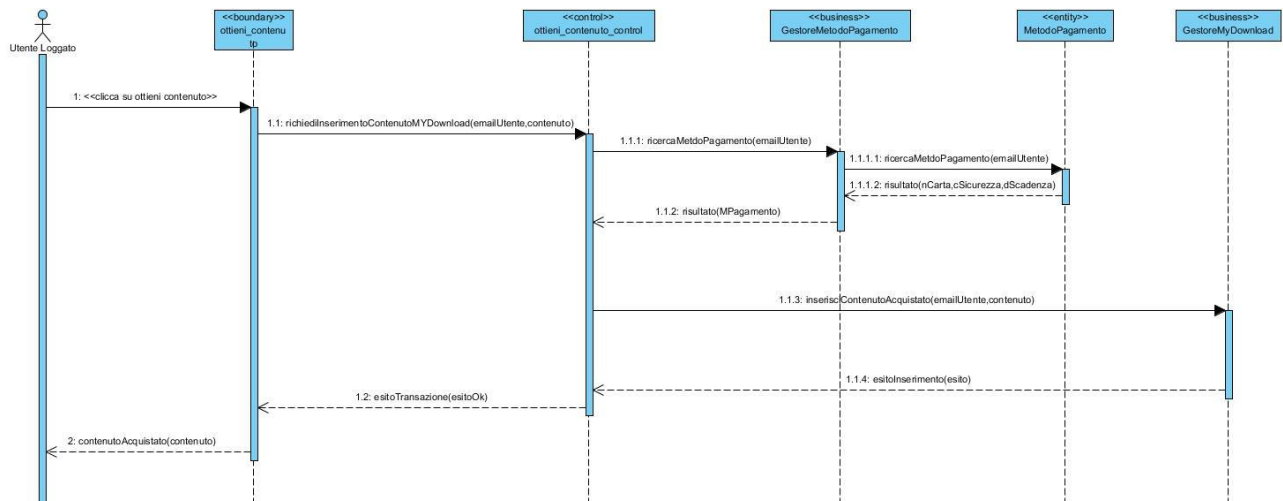 <<boundary>>
ottieni_contenu
to
<<control>>
ottieni_contenuto_control
<<business>>
GestoreMetodoPagamento
<<entity>>
MetodoPagamento
<<business>>
GestoreMyDownload
Utente Loggato
1: <<clicca su ottieni contenuto>>
1.1: richiediInserimentoContenutoMYDownload(emailUtente,contenuto)
1.1.1: ricercaMetdoPagamento(emailUtente)
1.1.1.1: ricercaMetdoPagamento(emailUtente)
1.1.1.2: risultato(nCarta,cSicurezza,dScadenza)
1.1.2: risultato(MPagamento)
1.1.3: inserisciContenutoAcquistato(emailUtente,contenuto)
1.1.4: esitoInserimento(esito)
1.2: esitoTransazione(esitoOk)
2: contenutoAcquistato(contenuto)